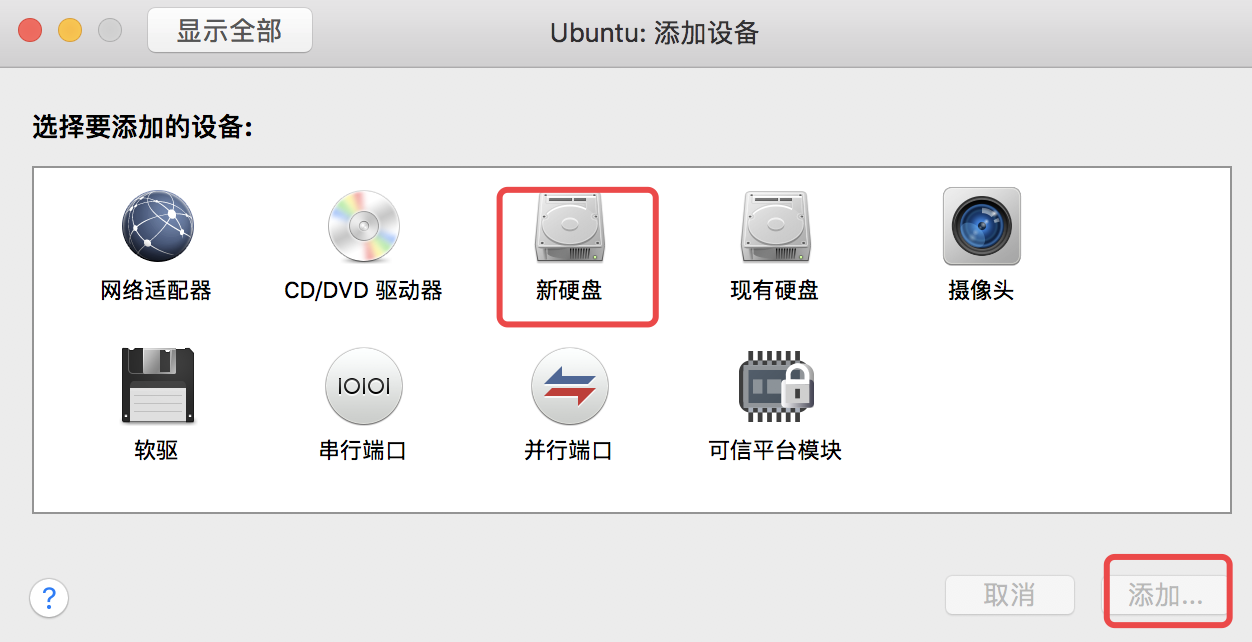 显示全部
Ubuntu: 添加设备
选择要添加的设备:
网络适配器
CD/DVD 驱动器
新硬盘
现有硬盘
摄像头
软驱
IOIOI
串行端口
并行端口
可信平台模块
?
取消
添加...